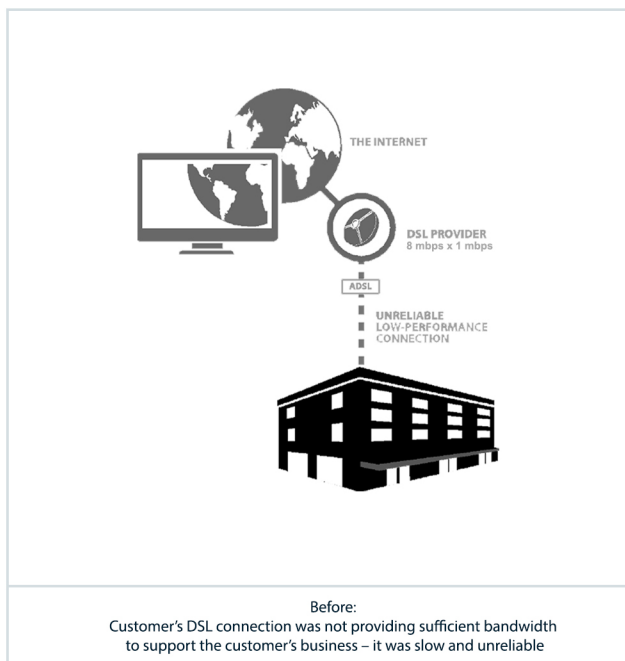 THE INTERNET
DSL PROVIDER
8 mbps x 1 mbps
ADSL
UNRELIABLE
LOW-PERFORMANCE
CONNECTION
Before:
Customer's DSL connection was not providing sufficient bandwidth
to support the customer's business – it was slow and unreliable